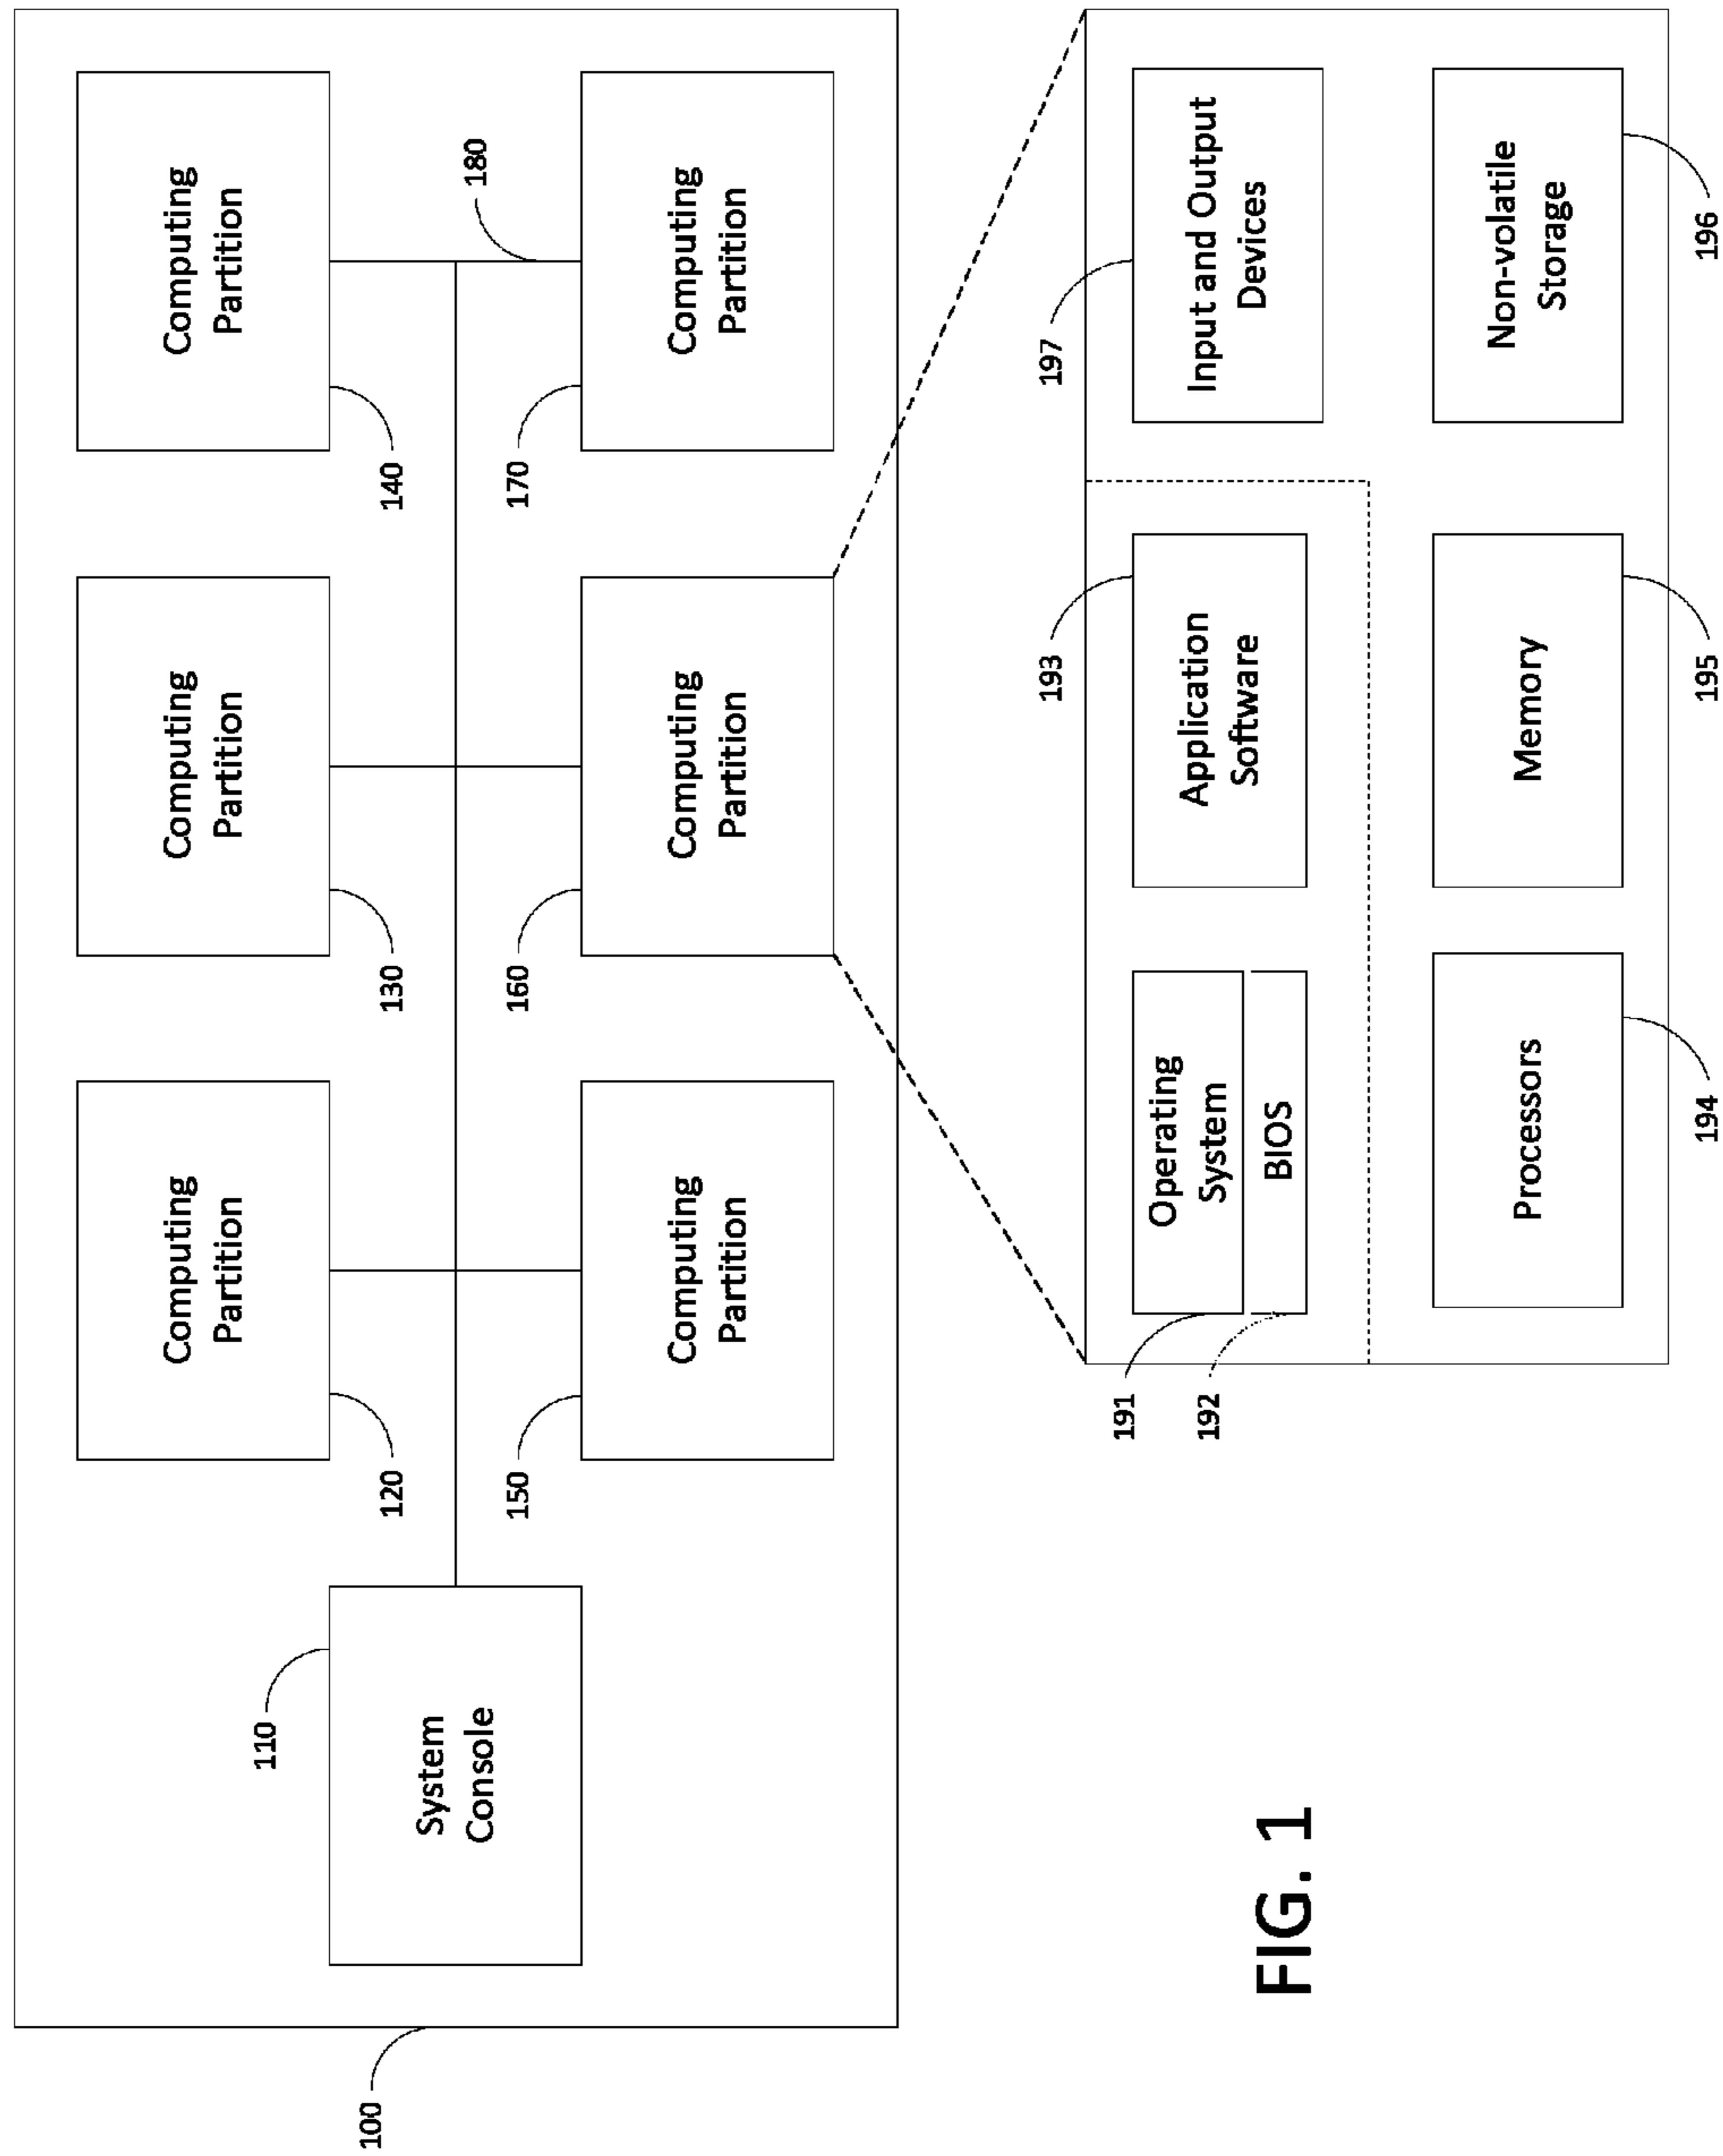 100
110
System
Console
120
Computing
Partition
130
Computing
Partition
140
Computing
Partition
150
Computing
Partition
160
Computing
Partition
170
Computing
Partition
180
191
Operating
System
192
BIOS
193
Application
Software
197
Input and Output
Devices
Processors
194
Memory
195
Non-volatile
Storage
196
FIG. 1